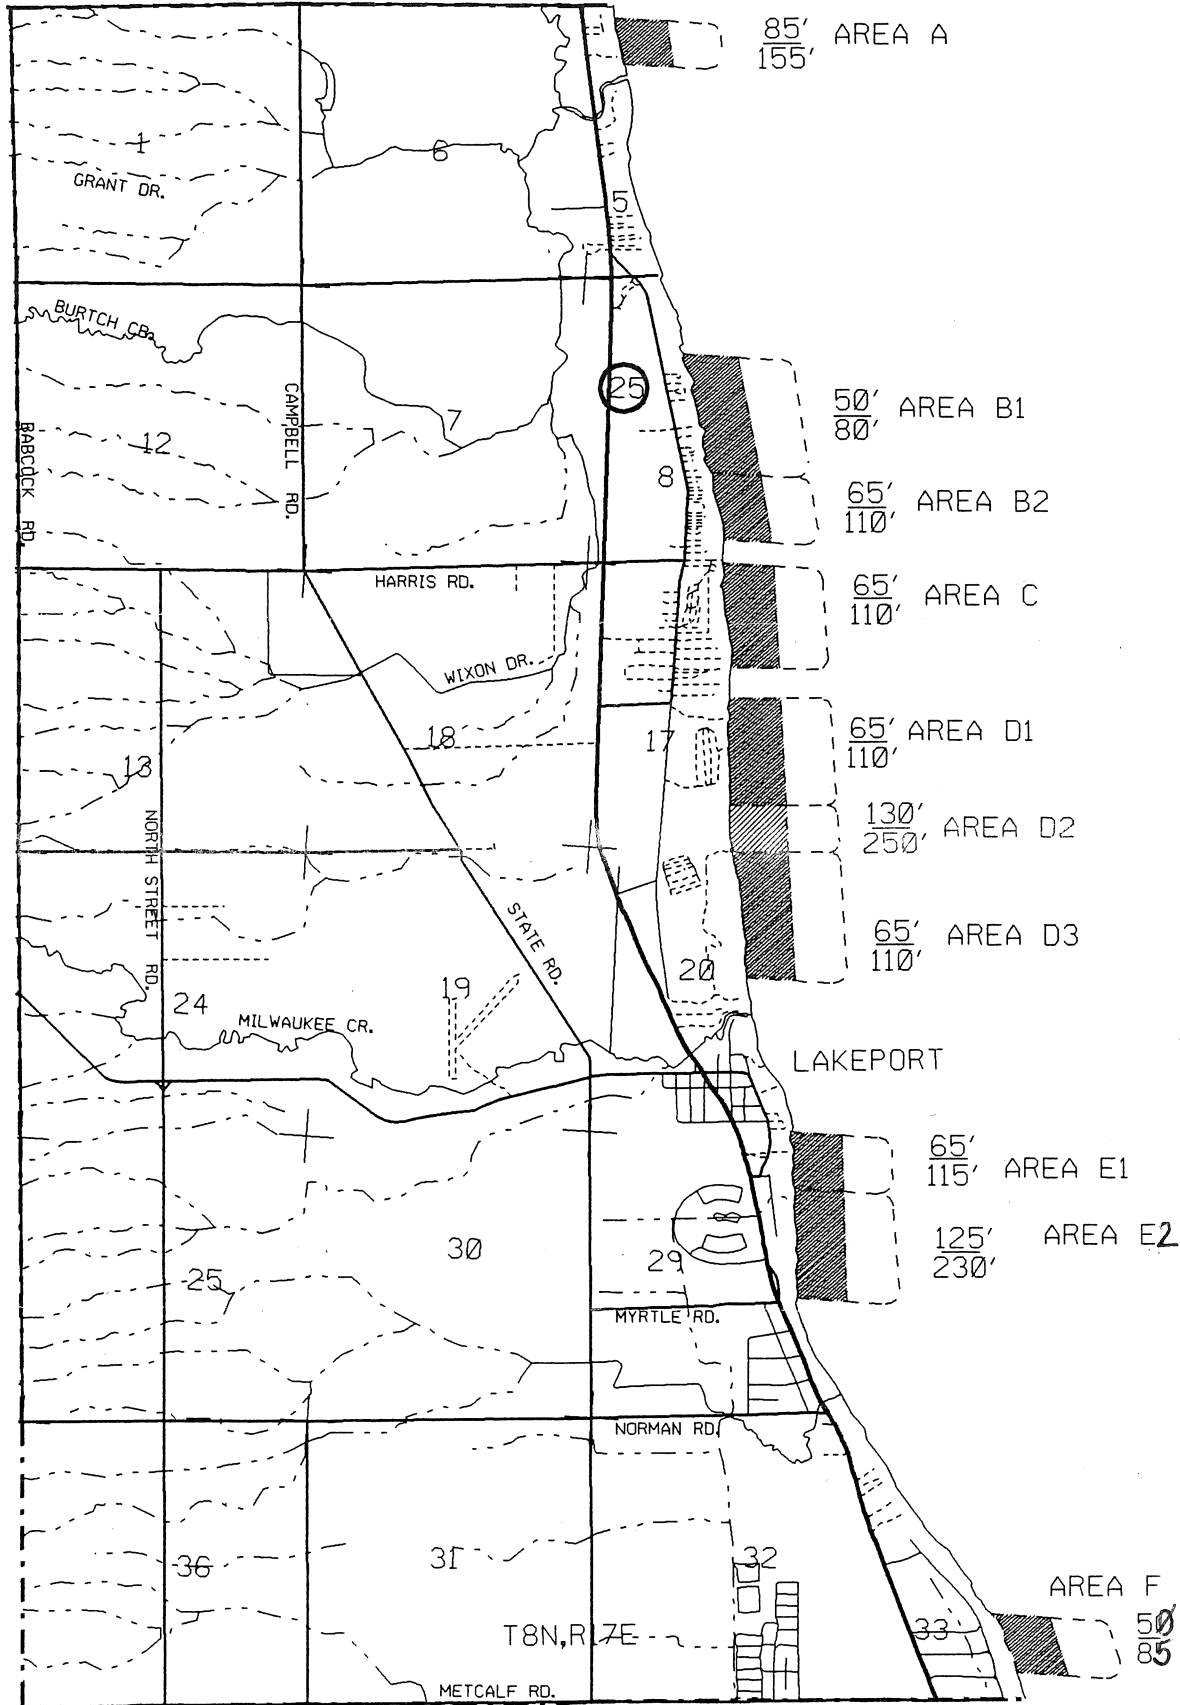 85' AREA A
155'
1
6
GRANT DR.
5
BURTCH CR.
25
50' AREA B1
80'
CAMPBELL RD.
7
12
BABCOCK RD.
8
65' AREA B2
110'
HARRIS RD.
65' AREA C
110'
WIXON DR.
18
17
65' AREA D1
110'
13
NORTH STREET RD.
130' AREA D2
250'
STATE RD.
65' AREA D3
110'
20
19
24
MILWAUKEE CR.
LAKEPORT
65' AREA E1
115'
30
29
125' AREA E2
230'
25
MYRTLE RD.
NORMAN RD.
36
31
32
AREA F
50
85
T8N,R17E
33
METCALF RD.